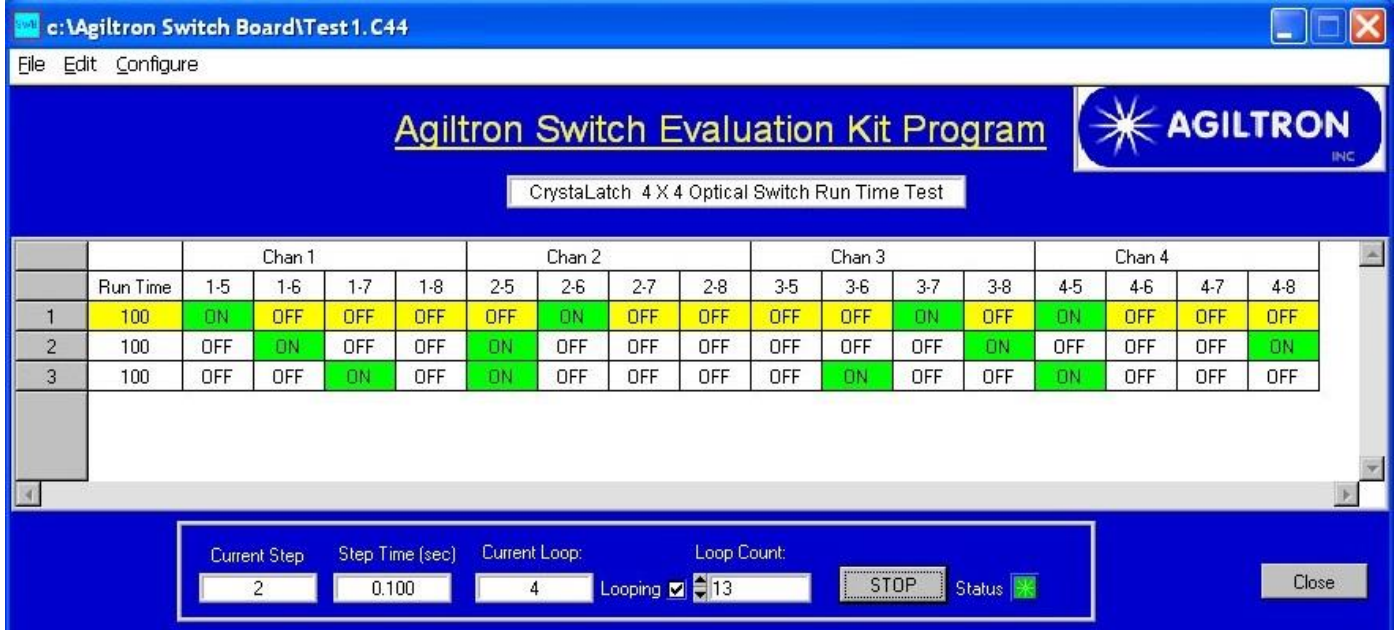 SWB c:\Agiltron Switch Board\Test1.C44
File Edit Configure
Agiltron Switch Evaluation Kit Program
AGILTRON
INC
CrystaLatch 4 X 4 Optical Switch Run Time Test
Chan 1 Chan 2 Chan 3 Chan 4
Run Time 1-5 1-6 1-7 1-8 2-5 2-6 2-7 2-8 3-5 3-6 3-7 3-8 4-5 4-6 4-7 4-8
1 100 ON OFF OFF OFF OFF ON OFF OFF OFF OFF ON OFF ON OFF OFF OFF
2 100 OFF ON OFF OFF ON OFF OFF OFF OFF OFF OFF ON OFF OFF OFF ON
3 100 OFF OFF ON OFF ON OFF OFF OFF OFF ON OFF OFF ON OFF OFF OFF
Current Step Step Time (sec) Current Loop: Loop Count:
2 0.100 4 Looping 13 STOP Status Close